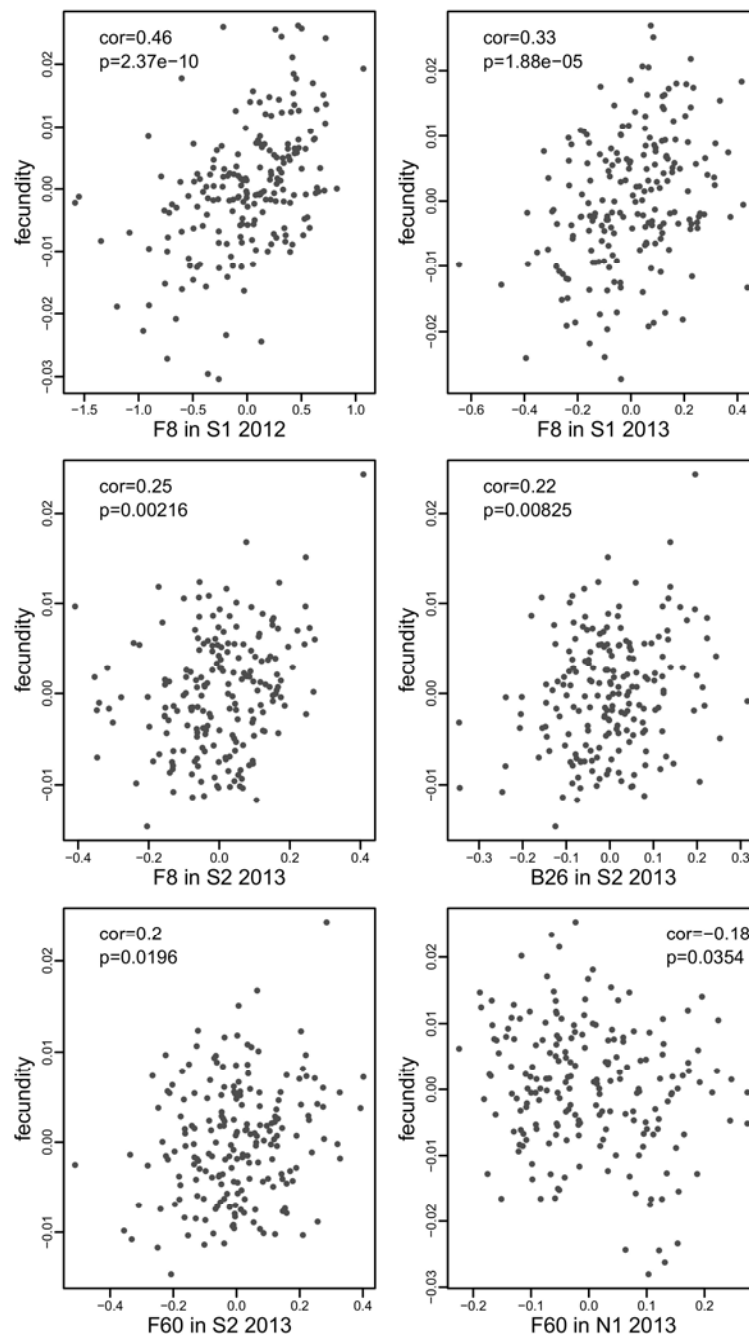 cor=0.46
p=2.37e−10
fecundity
−0.03
−0.01
0.00
0.01
0.02
−1.5
−1.0
−0.5
0.0
0.5
1.0
F8 in S1 2012
cor=0.33
p=1.88e−05
fecundity
−0.02
−0.01
0.00
0.01
0.02
−0.6
−0.4
−0.2
0.0
0.2
0.4
F8 in S1 2013
cor=0.25
p=0.00216
fecundity
−0.01
0.00
0.01
0.02
−0.4
−0.2
0.0
0.2
0.4
F8 in S2 2013
cor=0.22
p=0.00825
fecundity
−0.01
0.00
0.01
0.02
−0.3
−0.2
−0.1
0.0
0.1
0.2
0.3
B26 in S2 2013
cor=0.2
p=0.0196
fecundity
−0.01
0.00
0.01
0.02
−0.4
−0.2
0.0
0.2
0.4
F60 in S2 2013
cor=−0.18
p=0.0354
fecundity
−0.03
−0.02
−0.01
0.00
0.01
0.02
−0.2
−0.1
0.0
0.1
0.2
F60 in N1 2013